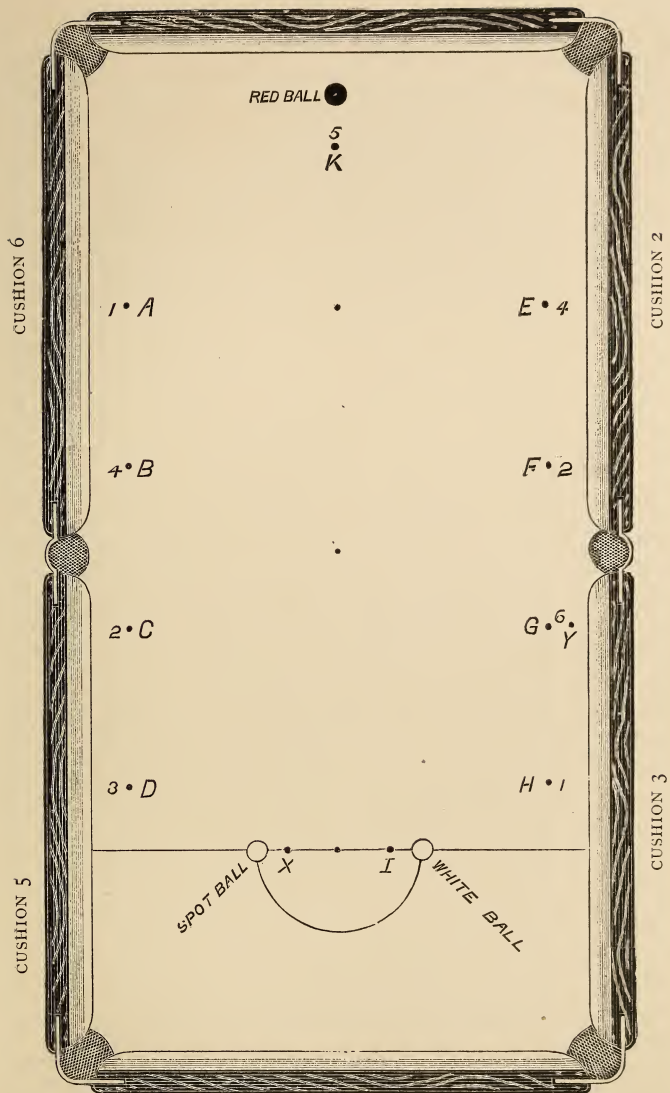 RED BALL
5
K
CUSHION 6
CUSHION 2
1 A
E 4
4 B
F 2
2 C
G 6
Y
3 D
H 1
CUSHION 5
CUSHION 3
X
I
SPOT BALL
WHITE BALL